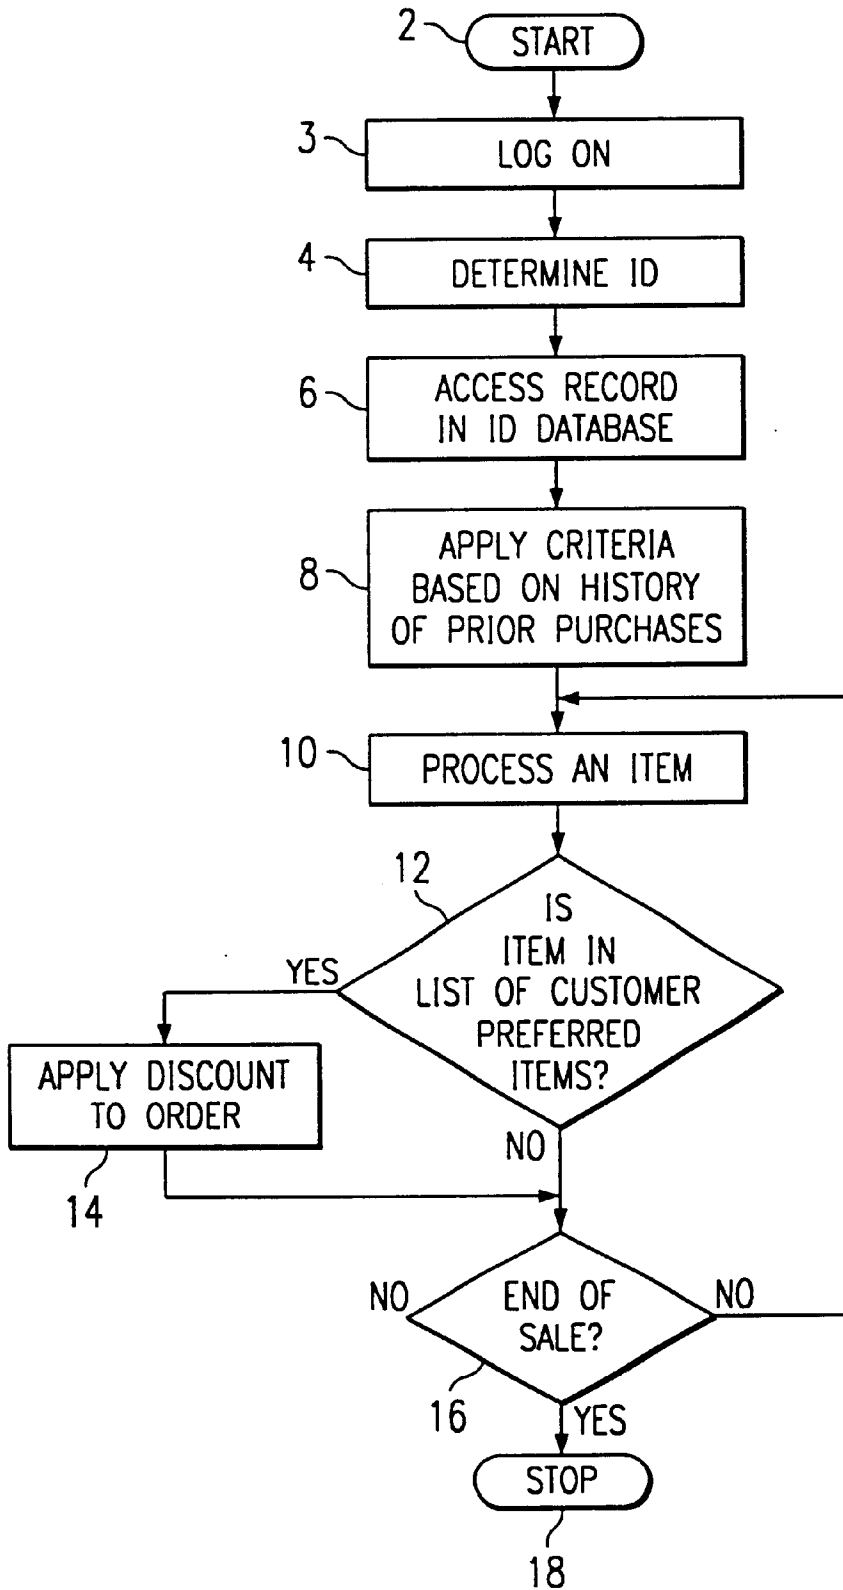 2
START
3
LOG ON
4
DETERMINE ID
6
ACCESS RECORD
IN ID DATABASE
8
APPLY CRITERIA
BASED ON HISTORY
OF PRIOR PURCHASES
10
PROCESS AN ITEM
12
IS
ITEM IN
LIST OF CUSTOMER
PREFERRED
ITEMS?
YES
APPLY DISCOUNT
TO ORDER
14
NO
NO
END OF
SALE?
NO
16
YES
STOP
18